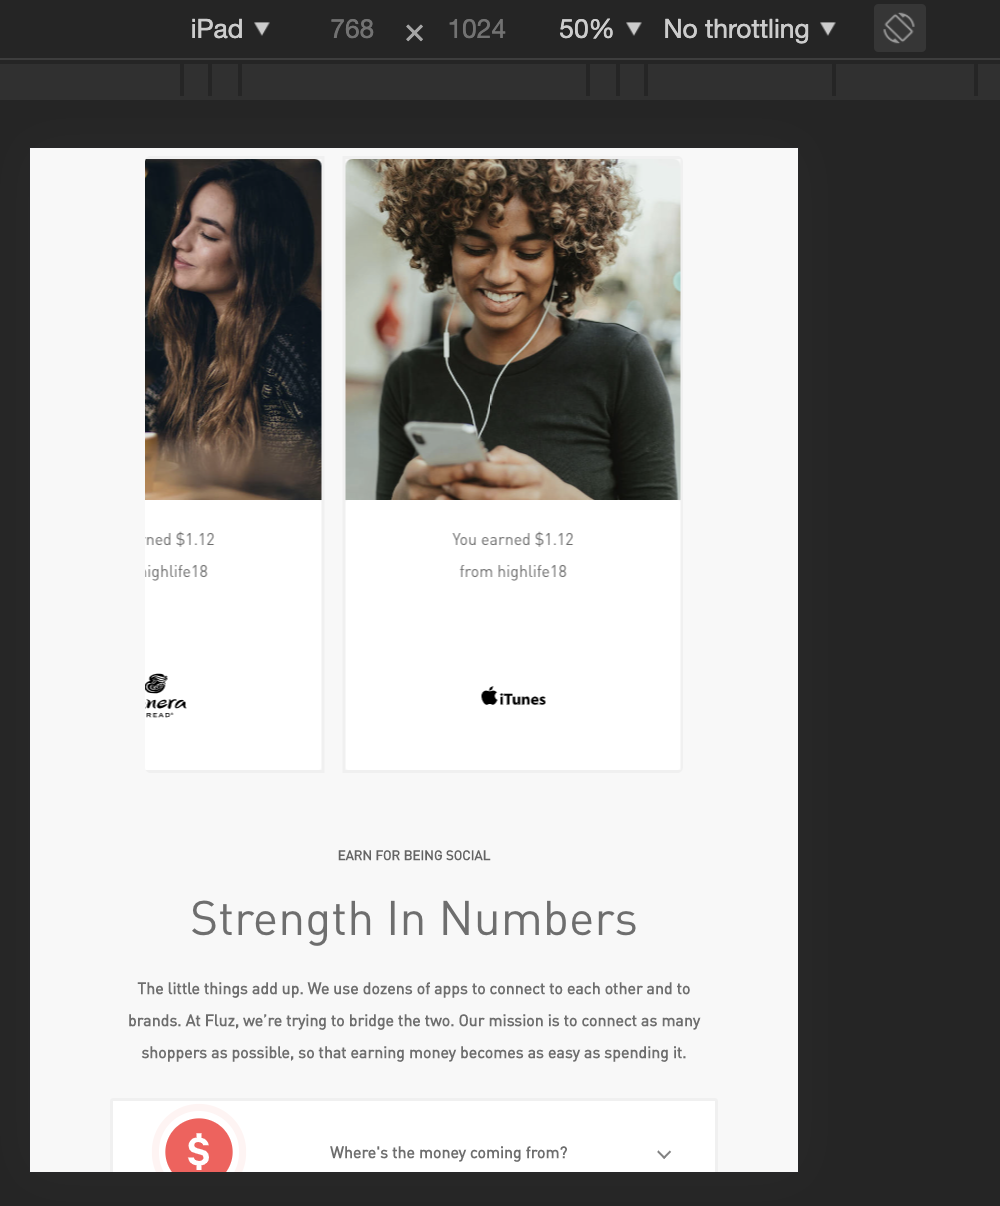 iPad ▼ 768 × 1024 50% ▼ No throttling ▼
rned $1.12
highlife18
nera
READ®
You earned $1.12
from highlife18
iTunes
EARN FOR BEING SOCIAL
Strength In Numbers
The little things add up. We use dozens of apps to connect to each other and to
brands. At Fluz, we’re trying to bridge the two. Our mission is to connect as many
shoppers as possible, so that earning money becomes as easy as spending it.
$
Where's the money coming from?